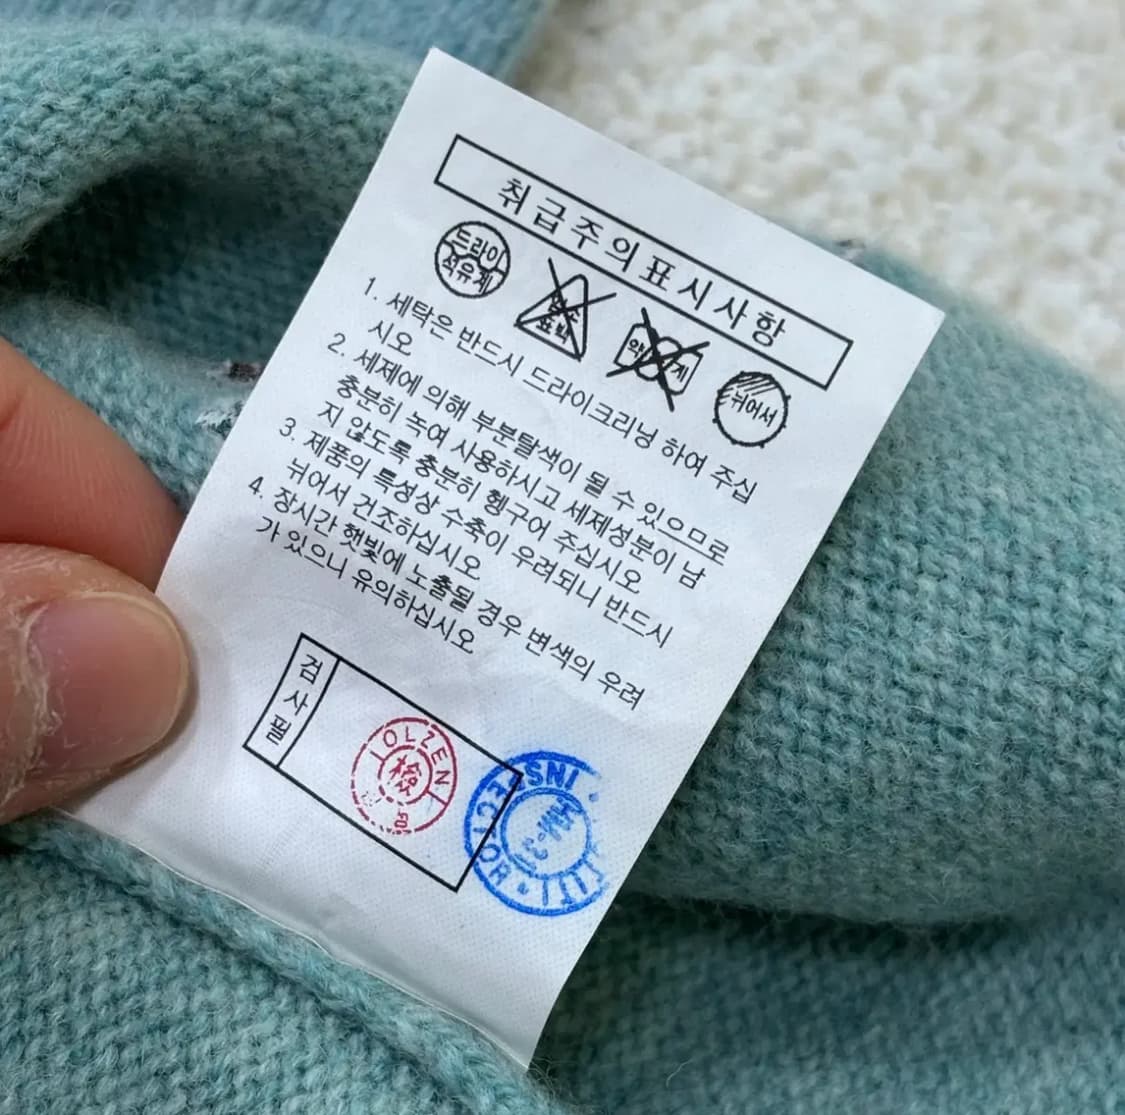 취급주의표시사항
드라이
석유계
염소
표백
약
계
뉘어서
1. 세탁은 반드시 드라이크리닝 하여 주십
시오
2. 세제에 의해 부분탈색이 될 수 있으므로
충분히 녹여 사용하시고 세제성분이 남
지 않도록 충분히 헹구어 주십시오
3. 제품의 특성상 수축이 우려되니 반드시
뉘어서 건조하십시오
4. 장시간 햇빛에 노출될 경우 변색의 우려
가 있으니 유의하십시오
검사필
OLZEN
檢
INSPECTOR